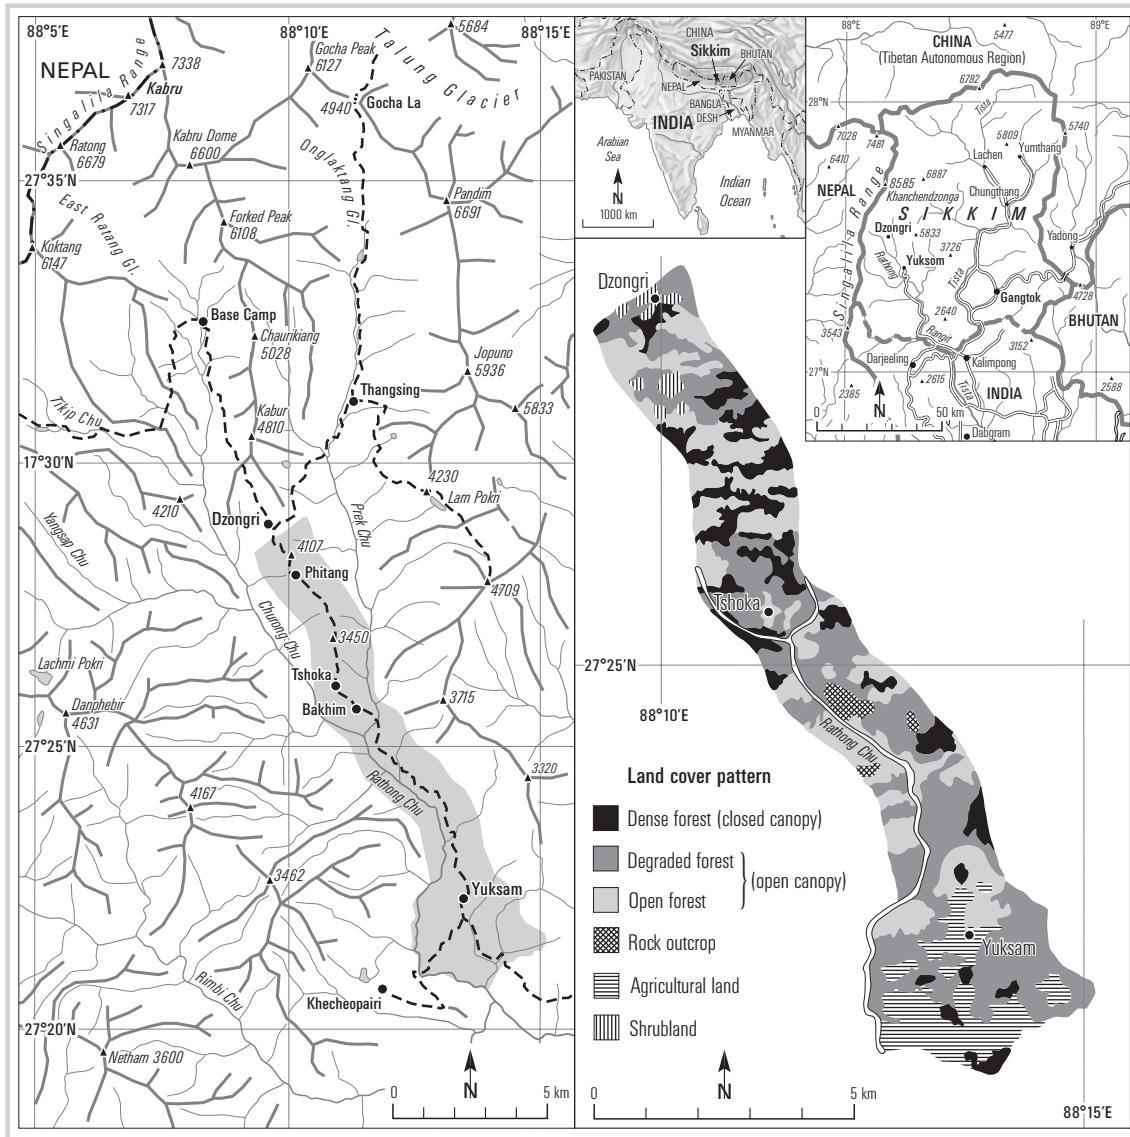 88°5'E
88°10'E
88°15'E
NEPAL
Singalila Range
7338
Kabru
7317
Ratong
6679
Kabru Dome
6600
Gocha Peak
6127
4940
Gocha La
5684
Talung Glacier
Onglaktang Gl.
27°35'N
East Ratang Gl.
Koktang
6147
Forked Peak
6108
Pandim
6691
Base Camp
Chaurikiang
5028
Jopuno
5936
Thangsing
5833
Tikip Chu
Kabur
4810
17°30'N
4210
4230
Lam Pokri
Dzongri
Prek Chu
Yangsap Chu
4107
Phitang
4709
Churong Chu
3450
Lachmi Pokri
Tshoka
Bakhim
3715
Danphebir
4631
27°25'N
3320
Rathong Chu
4167
3462
Yuksam
Rimbi Chu
Khecheopairi
27°20'N
Netham 3600
N
0
5 km
CHINA
Sikkim
BHUTAN
PAKISTAN
NEPAL
BANGLA-
DESH
INDIA
MYANMAR
Arabian
Sea
N
1000 km
Indian
Ocean
88°E
89°E
CHINA
(Tibetan Autonomous Region)
5477
6782
28°N
Tista
7028
7481
5809
Yumthang
5740
Lachen
6410
NEPAL
8585
6887
Khanchendzonga
Chungthang
SIKKIM
Singalila Range
Dzongri
5833
3726
Yadong
Rathong
Yuksom
Tista
Gangtok
4728
2640
BHUTAN
3543
Rangit
3152
Darjeeling
Kalimpong
27°N
2385
2615
Tista
INDIA
2588
0
N
50 km
Dabgram
Dzongri
Tshoka
27°25'N
88°10'E
Rathong Chu
Land cover pattern
Dense forest (closed canopy)
Degraded forest
(open canopy)
Open forest
Rock outcrop
Yuksam
Agricultural land
Shrubland
N
0
5 km
88°15'E